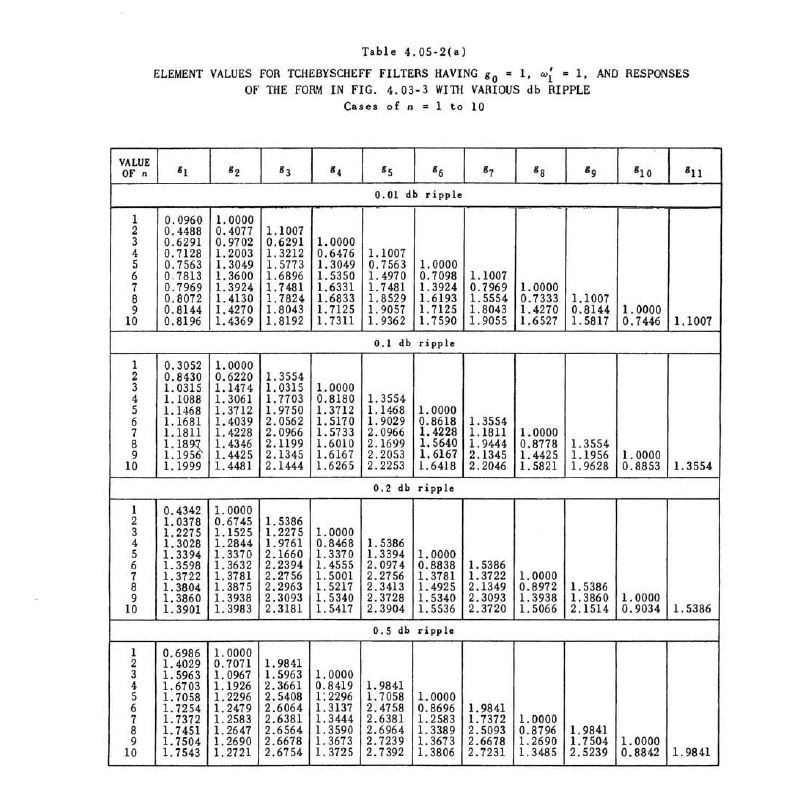 Table 4.05-2(a)
ELEMENT VALUES FOR TCHEBYSCHEFF FILTERS HAVING g0 = 1, ω1′ = 1, AND RESPONSES
OF THE FORM IN FIG. 4.03-3 WITH VARIOUS db RIPPLE
Cases of n = 1 to 10
VALUE OF n g1 g2 g3 g4 g5 g6 g7 g8 g9 g10 g11
0.01 db ripple
1 0.0960 1.0000
2 0.4488 0.4077 1.1007
3 0.6291 0.9702 0.6291 1.0000
4 0.7128 1.2003 1.3212 0.6476 1.1007
5 0.7563 1.3049 1.5773 1.3049 0.7563 1.0000
6 0.7813 1.3600 1.6896 1.5350 1.4970 0.7098 1.1007
7 0.7969 1.3924 1.7481 1.6331 1.7481 1.3924 0.7969 1.0000
8 0.8072 1.4130 1.7824 1.6833 1.8529 1.6193 1.5554 0.7333 1.1007
9 0.8144 1.4270 1.8043 1.7125 1.9057 1.7125 1.8043 1.4270 0.8144 1.0000
10 0.8196 1.4369 1.8192 1.7311 1.9362 1.7590 1.9055 1.6527 1.5817 0.7446 1.1007
0.1 db ripple
1 0.3052 1.0000
2 0.8430 0.6220 1.3554
3 1.0315 1.1474 1.0315 1.0000
4 1.1088 1.3061 1.7703 0.8180 1.3554
5 1.1468 1.3712 1.9750 1.3712 1.1468 1.0000
6 1.1681 1.4039 2.0562 1.5170 1.9029 0.8618 1.3554
7 1.1811 1.4228 2.0966 1.5733 2.0966 1.4228 1.1811 1.0000
8 1.1897 1.4346 2.1199 1.6010 2.1699 1.5640 1.9444 0.8778 1.3554
9 1.1956 1.4425 2.1345 1.6167 2.2053 1.6167 2.1345 1.4425 1.1956 1.0000
10 1.1999 1.4481 2.1444 1.6265 2.2253 1.6418 2.2046 1.5821 1.9628 0.8853 1.3554
0.2 db ripple
1 0.4342 1.0000
2 1.0378 0.6745 1.5386
3 1.2275 1.1525 1.2275 1.0000
4 1.3028 1.2844 1.9761 0.8468 1.5386
5 1.3394 1.3370 2.1660 1.3370 1.3394 1.0000
6 1.3598 1.3632 2.2394 1.4555 2.0974 0.8838 1.5386
7 1.3722 1.3781 2.2756 1.5001 2.2756 1.3781 1.3722 1.0000
8 1.3804 1.3875 2.2963 1.5217 2.3413 1.4925 2.1349 0.8972 1.5386
9 1.3860 1.3938 2.3093 1.5340 2.3728 1.5340 2.3093 1.3938 1.3860 1.0000
10 1.3901 1.3983 2.3181 1.5417 2.3904 1.5536 2.3720 1.5066 2.1514 0.9034 1.5386
0.5 db ripple
1 0.6986 1.0000
2 1.4029 0.7071 1.9841
3 1.5963 1.0967 1.5963 1.0000
4 1.6703 1.1926 2.3661 0.8419 1.9841
5 1.7058 1.2296 2.5408 1.2296 1.7058 1.0000
6 1.7254 1.2479 2.6064 1.3137 2.4758 0.8696 1.9841
7 1.7372 1.2583 2.6381 1.3444 2.6381 1.2583 1.7372 1.0000
8 1.7451 1.2647 2.6564 1.3590 2.6964 1.3389 2.5093 0.8796 1.9841
9 1.7504 1.2690 2.6678 1.3673 2.7239 1.3673 2.6678 1.2690 1.7504 1.0000
10 1.7543 1.2721 2.6754 1.3725 2.7392 1.3806 2.7231 1.3485 2.5239 0.8842 1.9841